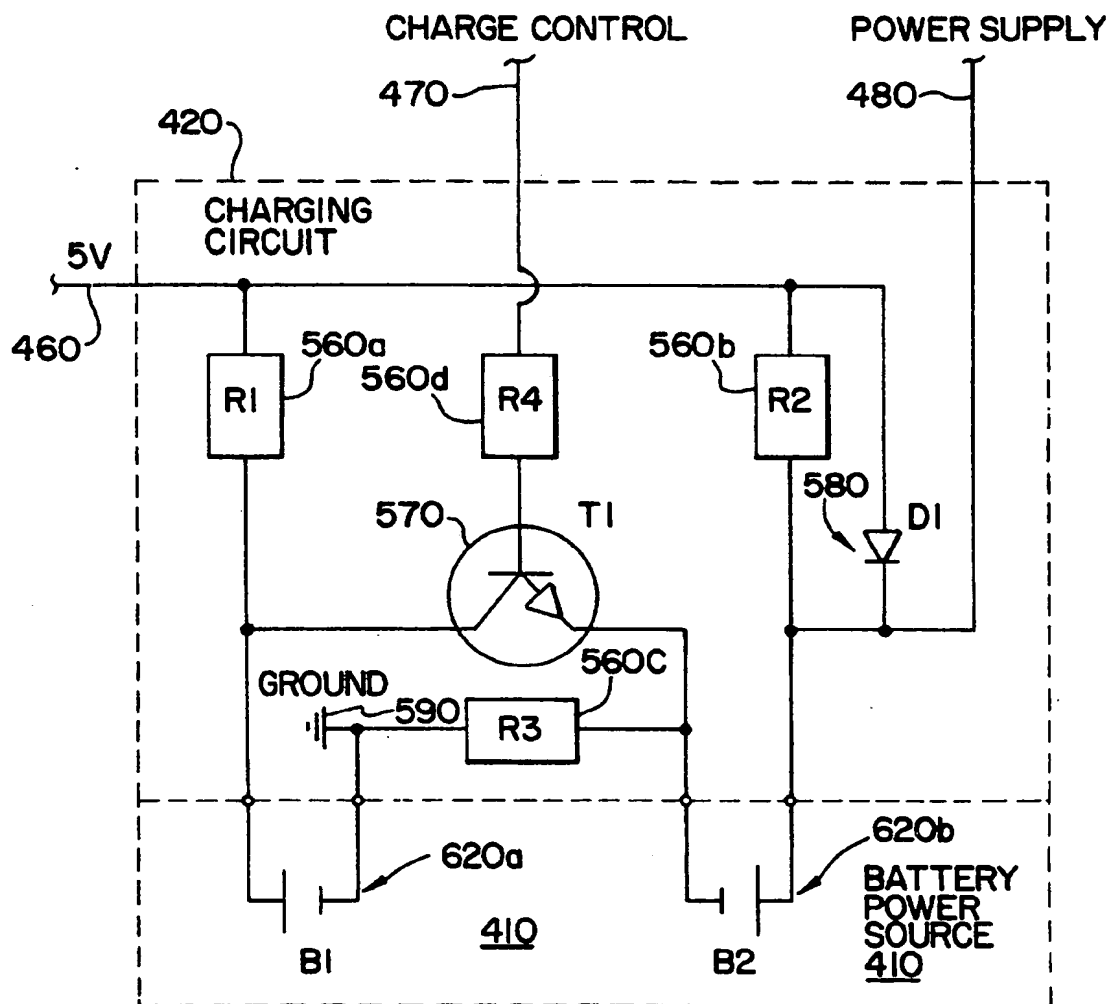 CHARGE CONTROL
POWER SUPPLY
470
480
420
CHARGING
CIRCUIT
5V
460
560a
560d
560b
R1
R4
R2
570
T1
580
D1
560C
GROUND
590
R3
620a
620b
BATTERY
POWER
SOURCE
410
410
B1
B2